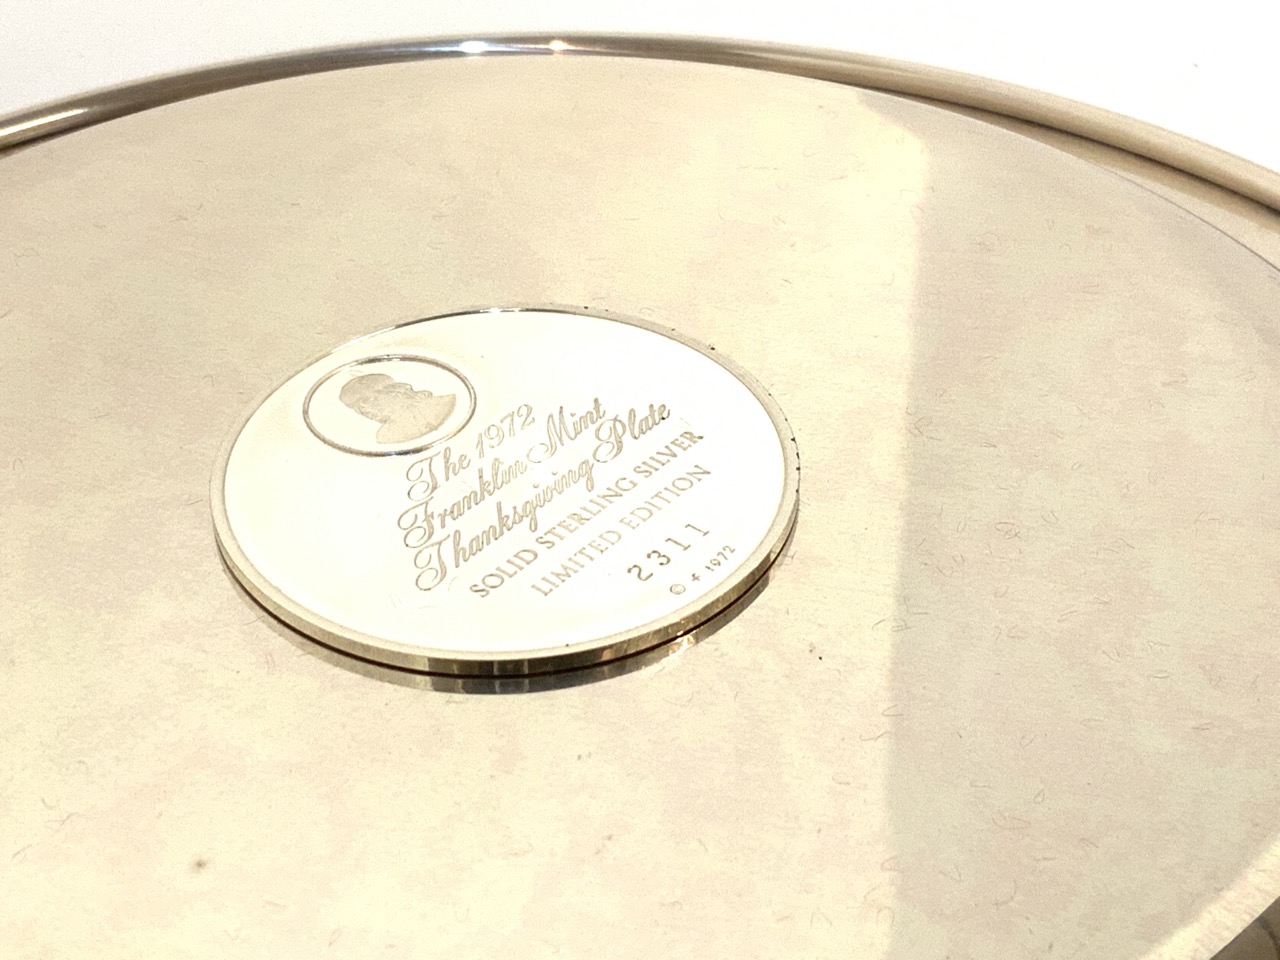 The 1972
Franklin Mint
Thanksgiving Plate
SOLID STERLING SILVER
LIMITED EDITION
2311
© f 1972